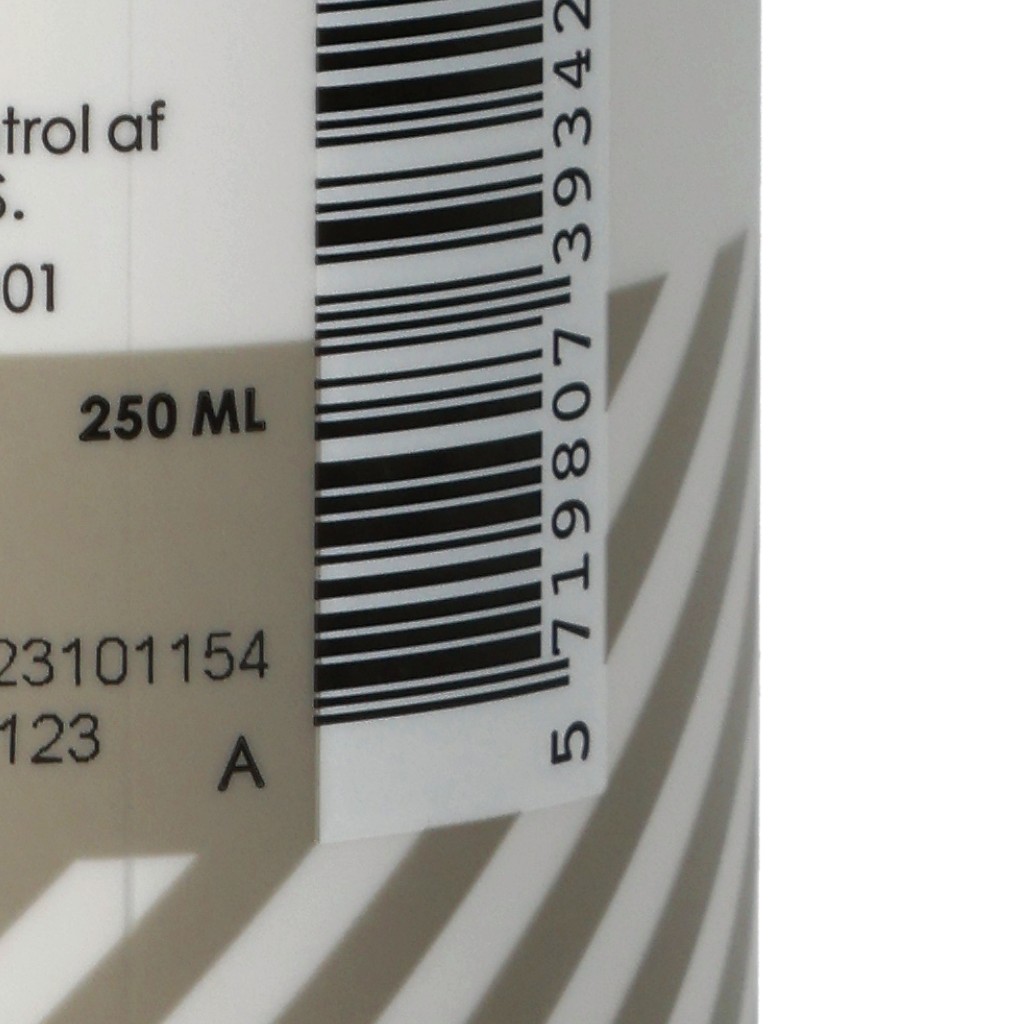 trol af
S.
01
250 ML
23101154
123
A
5 719807 39342